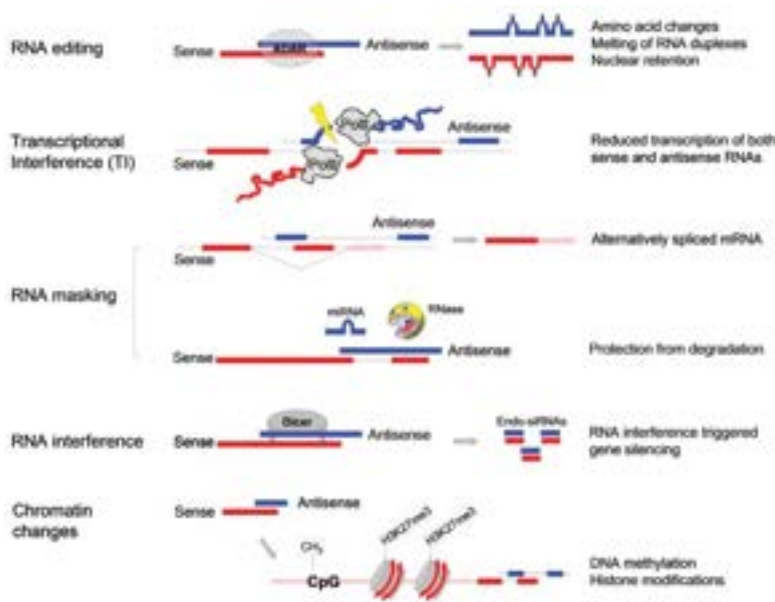 RNA editing
Sense
ADAR
Antisense
Amino acid changes
Melting of RNA duplexes
Nuclear retention
Transcriptional
Interference (TI)
Sense
PolII
PolII
Antisense
Reduced transcription of both
sense and antisense RNAs
RNA masking
Antisense
Sense
Alternatively spliced mRNA
miRNA
RNase
Sense
Antisense
Protection from degradation
RNA interference
Sense
Dicer
Antisense
Endo-siRNAs
RNA interference triggered
gene silencing
Chromatin
changes
Sense
Antisense
CH3
CpG
H3K27me3
H3K27me3
DNA methylation
Histone modifications